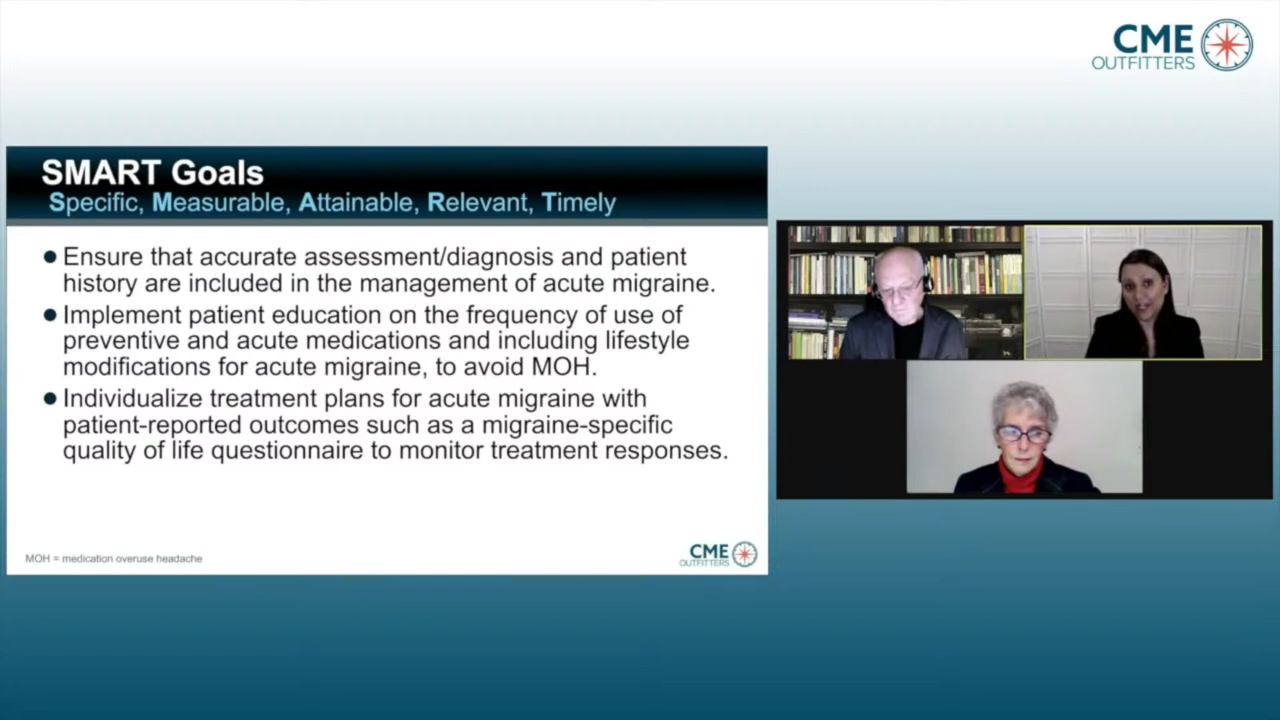 CME
OUTFITTERS
SMART Goals
Specific, Measurable, Attainable, Relevant, Timely
● Ensure that accurate assessment/diagnosis and patient
history are included in the management of acute migraine.
● Implement patient education on the frequency of use of
preventive and acute medications and including lifestyle
modifications for acute migraine, to avoid MOH.
● Individualize treatment plans for acute migraine with
patient-reported outcomes such as a migraine-specific
quality of life questionnaire to monitor treatment responses.
MOH = medication overuse headache
CME
OUTFITTERS